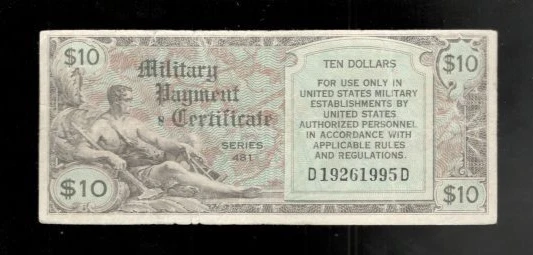 $10
Military
Payment
Certificate
SERIES
481
$10
TEN DOLLARS
FOR USE ONLY IN
UNITED STATES MILITARY
ESTABLISHMENTS BY
UNITED STATES
AUTHORIZED PERSONNEL
IN ACCORDANCE WITH
APPLICABLE RULES
AND REGULATIONS.
D19261995D
$10
$10